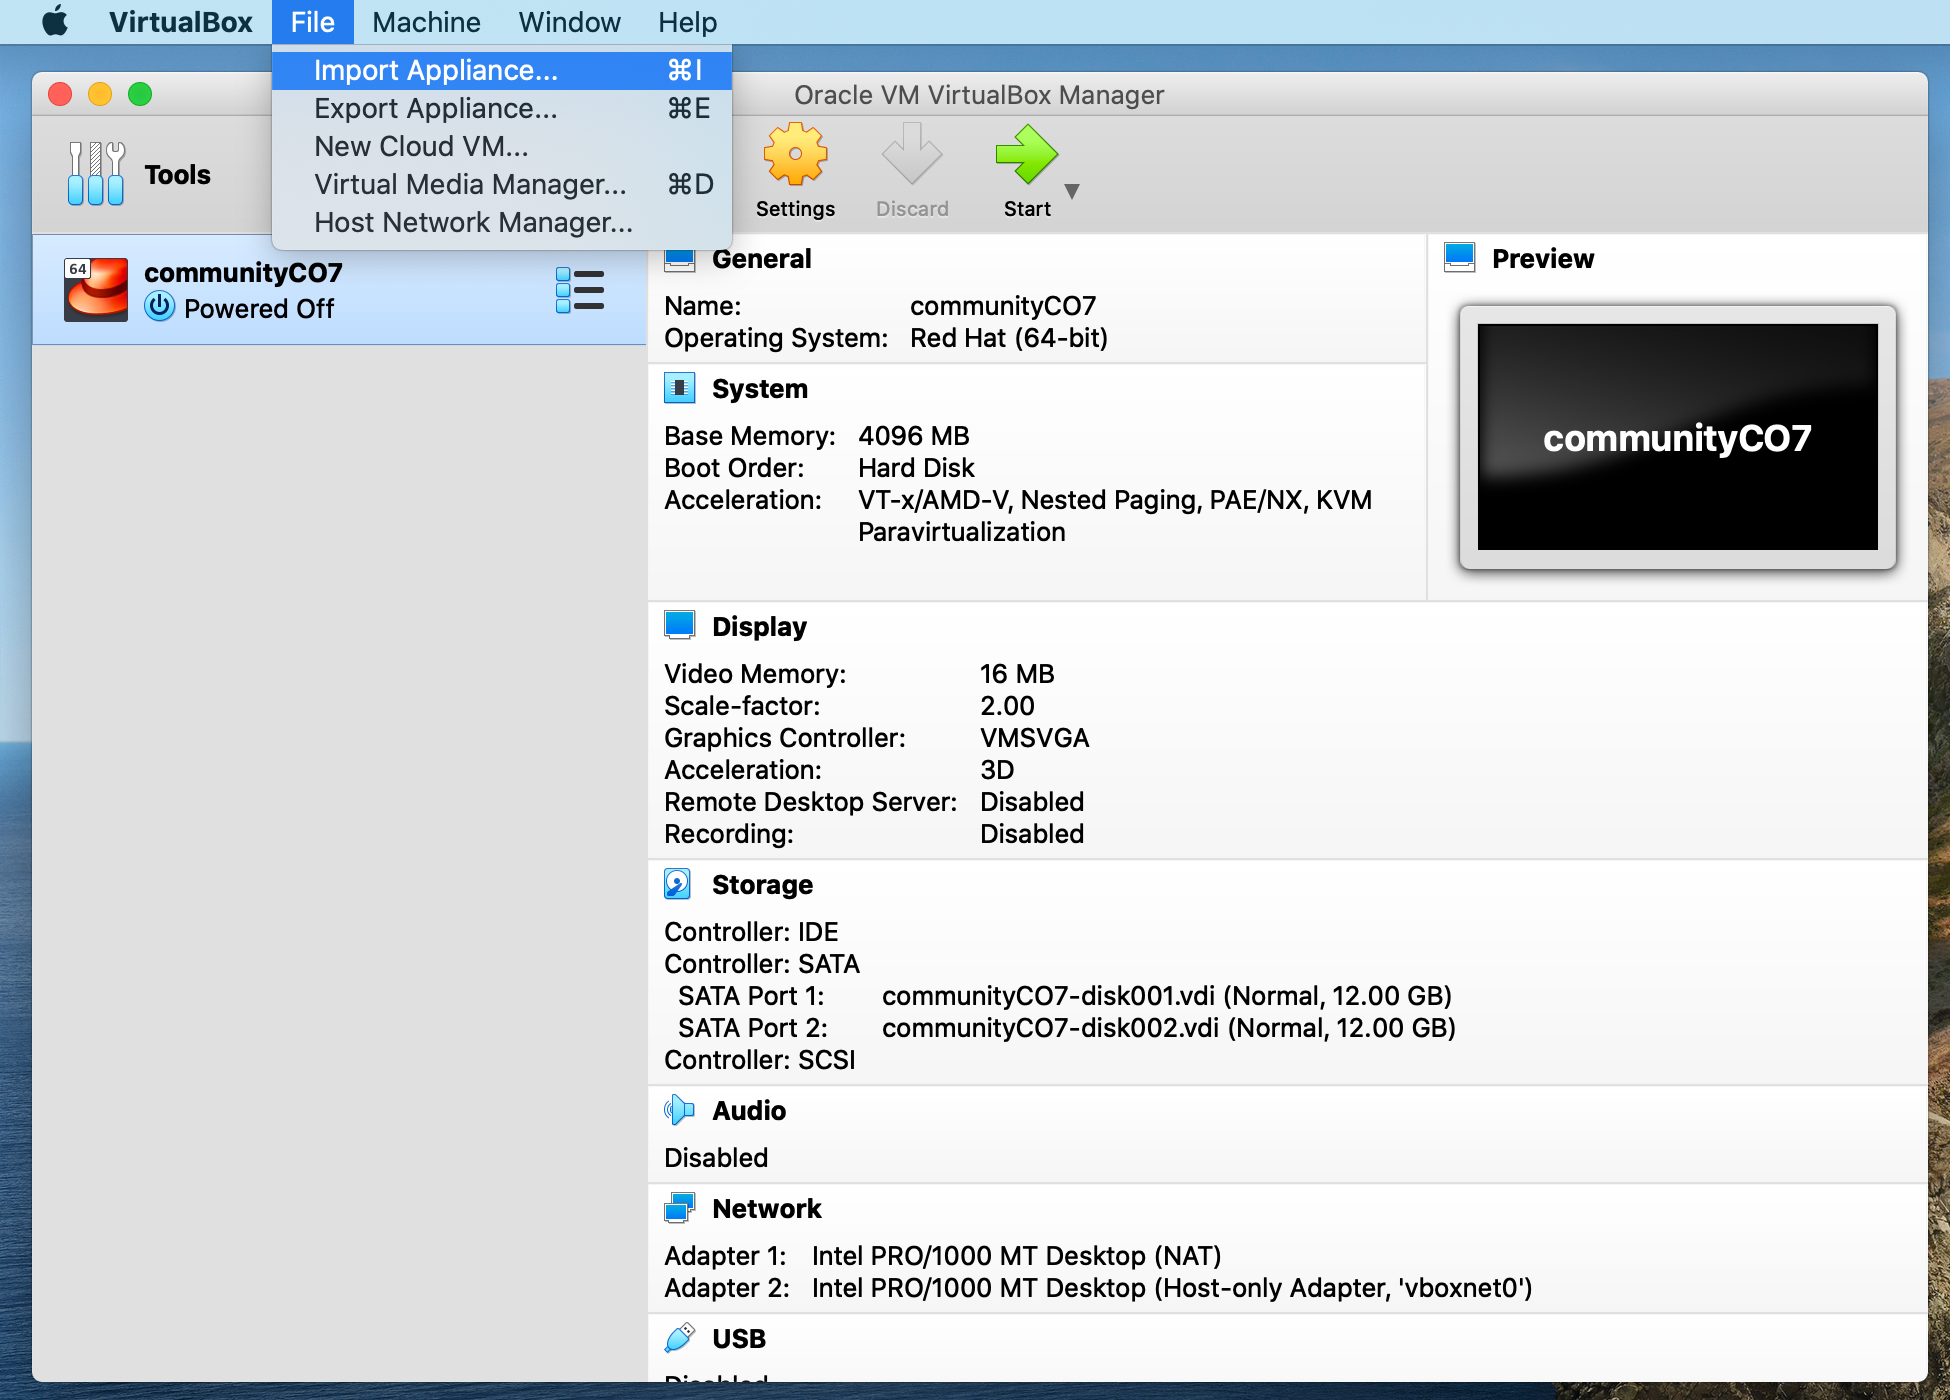 VirtualBox File Machine Window Help
Import Appliance... ⌘I
Export Appliance... ⌘E
New Cloud VM...
Virtual Media Manager... ⌘D
Host Network Manager...
Oracle VM VirtualBox Manager
Tools
Settings Discard Start
64
communityCO7
Powered Off
General
Name: communityCO7
Operating System: Red Hat (64-bit)
System
Base Memory: 4096 MB
Boot Order: Hard Disk
Acceleration: VT-x/AMD-V, Nested Paging, PAE/NX, KVM
Paravirtualization
Preview
communityCO7
Display
Video Memory: 16 MB
Scale-factor: 2.00
Graphics Controller: VMSVGA
Acceleration: 3D
Remote Desktop Server: Disabled
Recording: Disabled
Storage
Controller: IDE
Controller: SATA
SATA Port 1: communityCO7-disk001.vdi (Normal, 12.00 GB)
SATA Port 2: communityCO7-disk002.vdi (Normal, 12.00 GB)
Controller: SCSI
Audio
Disabled
Network
Adapter 1: Intel PRO/1000 MT Desktop (NAT)
Adapter 2: Intel PRO/1000 MT Desktop (Host-only Adapter, 'vboxnet0')
USB
Disabled